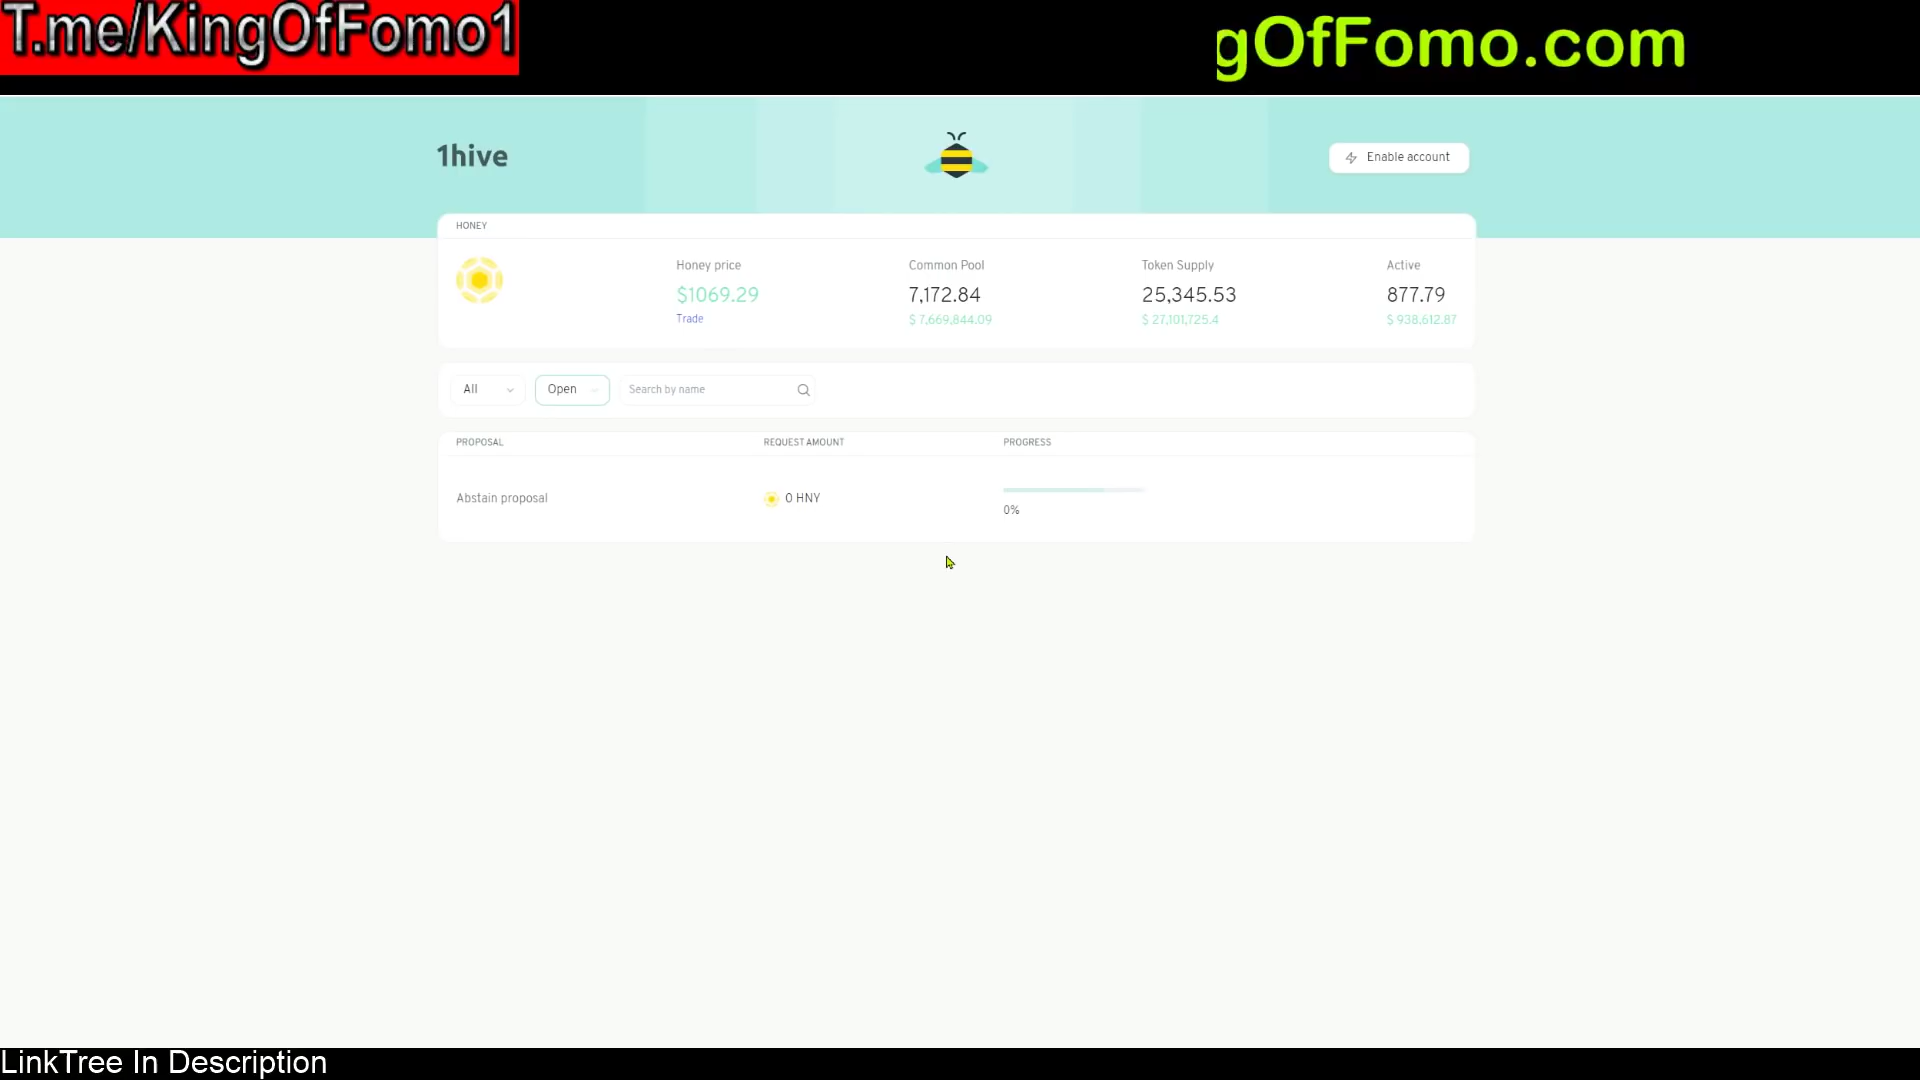 T.me/KingOfFomo1
gOfFomo.com
1hive
Enable account
HONEY
Honey price
Common Pool
Token Supply
Active
$1069.29
7,172.84
25,345.53
877.79
Trade
$ 7,669,844.09
$ 27,101,725.4
$ 938,612.87
All
Open
Search by name
PROPOSAL
REQUEST AMOUNT
PROGRESS
Abstain proposal
0 HNY
0%
LinkTree In Description